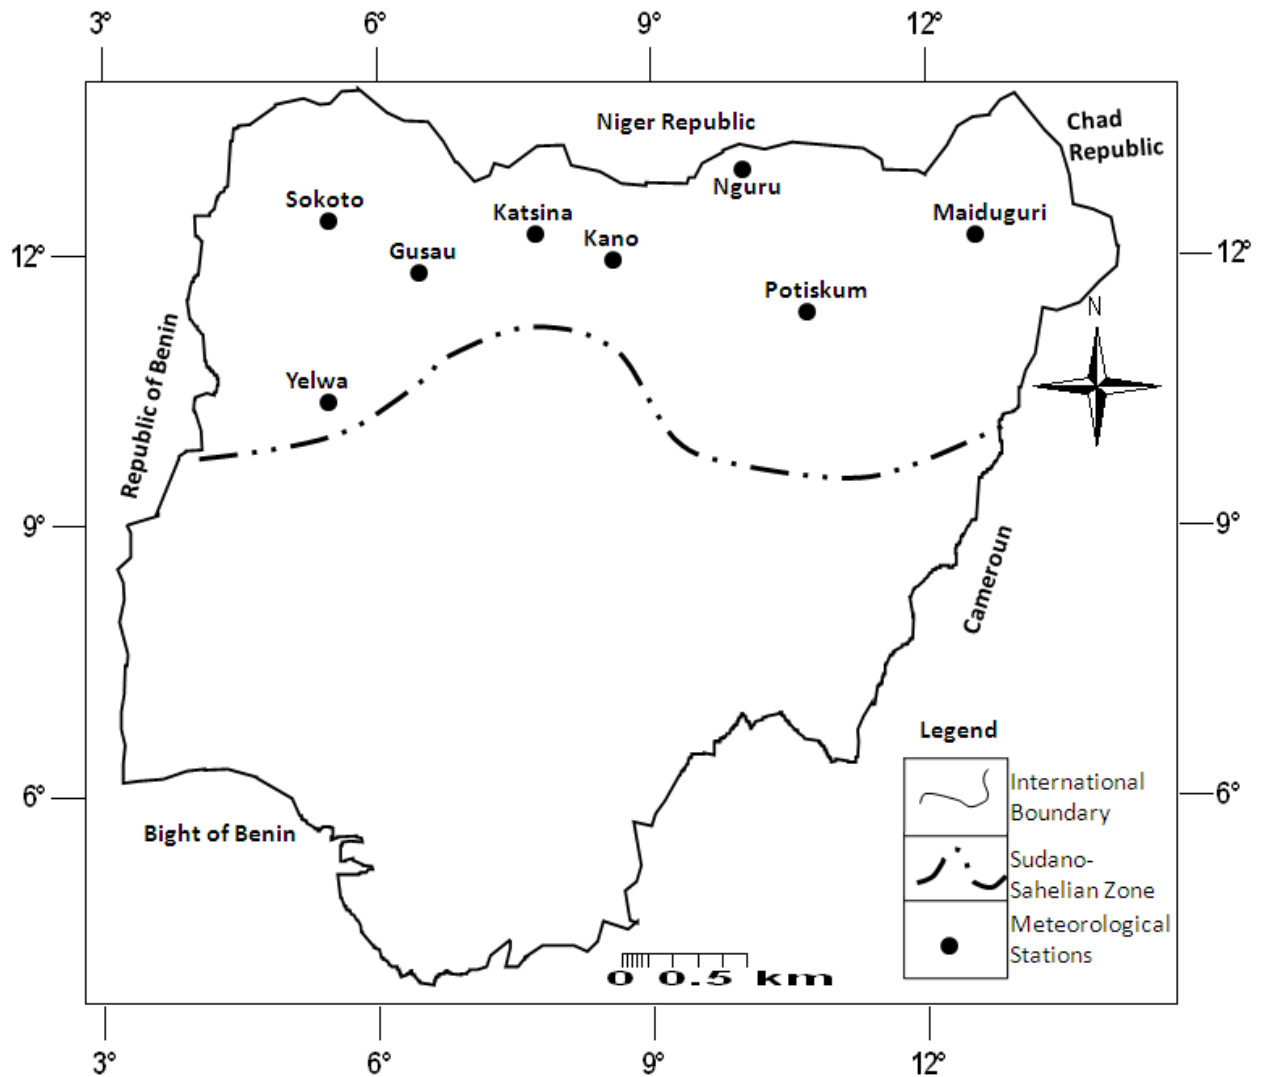 3° 6° 9° 12°
Niger Republic
Chad
Republic
Nguru
Sokoto
Katsina
Maiduguri
Kano
Gusau
12° 12°
Potiskum
N
Republic of Benin
Yelwa
9° 9°
Cameroun
Legend
International
Boundary
6° 6°
Bight of Benin
Sudano-
Sahelian Zone
Meteorological
Stations
0 0.5 km
3° 6° 9° 12°